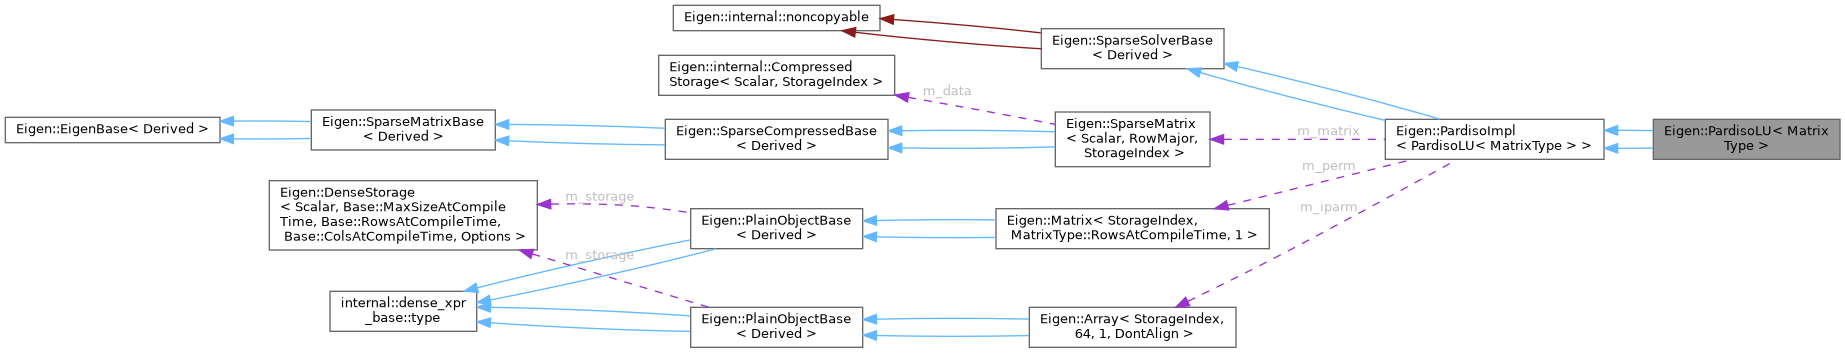 Eigen::internal::noncopyable
Eigen::SparseSolverBase
< Derived >
Eigen::internal::Compressed
Storage< Scalar, StorageIndex >
m_data
Eigen::EigenBase< Derived >
Eigen::SparseMatrixBase
< Derived >
Eigen::SparseCompressedBase
< Derived >
Eigen::SparseMatrix
< Scalar, RowMajor,
StorageIndex >
m_matrix
Eigen::PardisoImpl
< PardisoLU< MatrixType > >
Eigen::PardisoLU< Matrix
Type >
m_perm
m_iparm
Eigen::DenseStorage
< Scalar, Base::MaxSizeAtCompile
Time, Base::RowsAtCompileTime,
Base::ColsAtCompileTime, Options >
m_storage
Eigen::PlainObjectBase
< Derived >
Eigen::Matrix< StorageIndex,
MatrixType::RowsAtCompileTime, 1 >
m_storage
internal::dense_xpr
_base::type
Eigen::PlainObjectBase
< Derived >
Eigen::Array< StorageIndex,
64, 1, DontAlign >